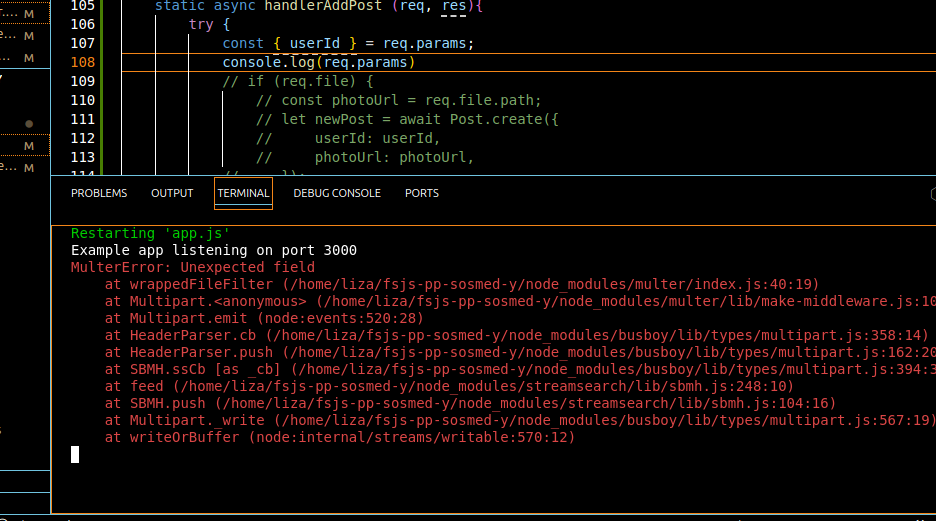 M
105 static async handlerAddPost (req, res){
e... M
106 try {
107 const { userId } = req.params;
... M
108 console.log(req.params)
109 // if (req.file) {
110 // const photoUrl = req.file.path;
111 // let newPost = await Post.create({
M
112 // userId: userId,
e... M
113 // photoUrl: photoUrl,
114 // });
PROBLEMS OUTPUT TERMINAL DEBUG CONSOLE PORTS
Restarting 'app.js'
Example app listening on port 3000
MulterError: Unexpected field
at wrappedFileFilter (/home/liza/fsjs-pp-sosmed-y/node_modules/multer/index.js:40:19)
at Multipart.<anonymous> (/home/liza/fsjs-pp-sosmed-y/node_modules/multer/lib/make-middleware.js:10
at Multipart.emit (node:events:520:28)
at HeaderParser.cb (/home/liza/fsjs-pp-sosmed-y/node_modules/busboy/lib/types/multipart.js:358:14)
at HeaderParser.push (/home/liza/fsjs-pp-sosmed-y/node_modules/busboy/lib/types/multipart.js:162:20
at SBMH.ssCb [as _cb] (/home/liza/fsjs-pp-sosmed-y/node_modules/busboy/lib/types/multipart.js:394:3
at feed (/home/liza/fsjs-pp-sosmed-y/node_modules/streamsearch/lib/sbmh.js:248:10)
at SBMH.push (/home/liza/fsjs-pp-sosmed-y/node_modules/streamsearch/lib/sbmh.js:104:16)
at Multipart._write (/home/liza/fsjs-pp-sosmed-y/node_modules/busboy/lib/types/multipart.js:567:19)
at writeOrBuffer (node:internal/streams/writable:570:12)